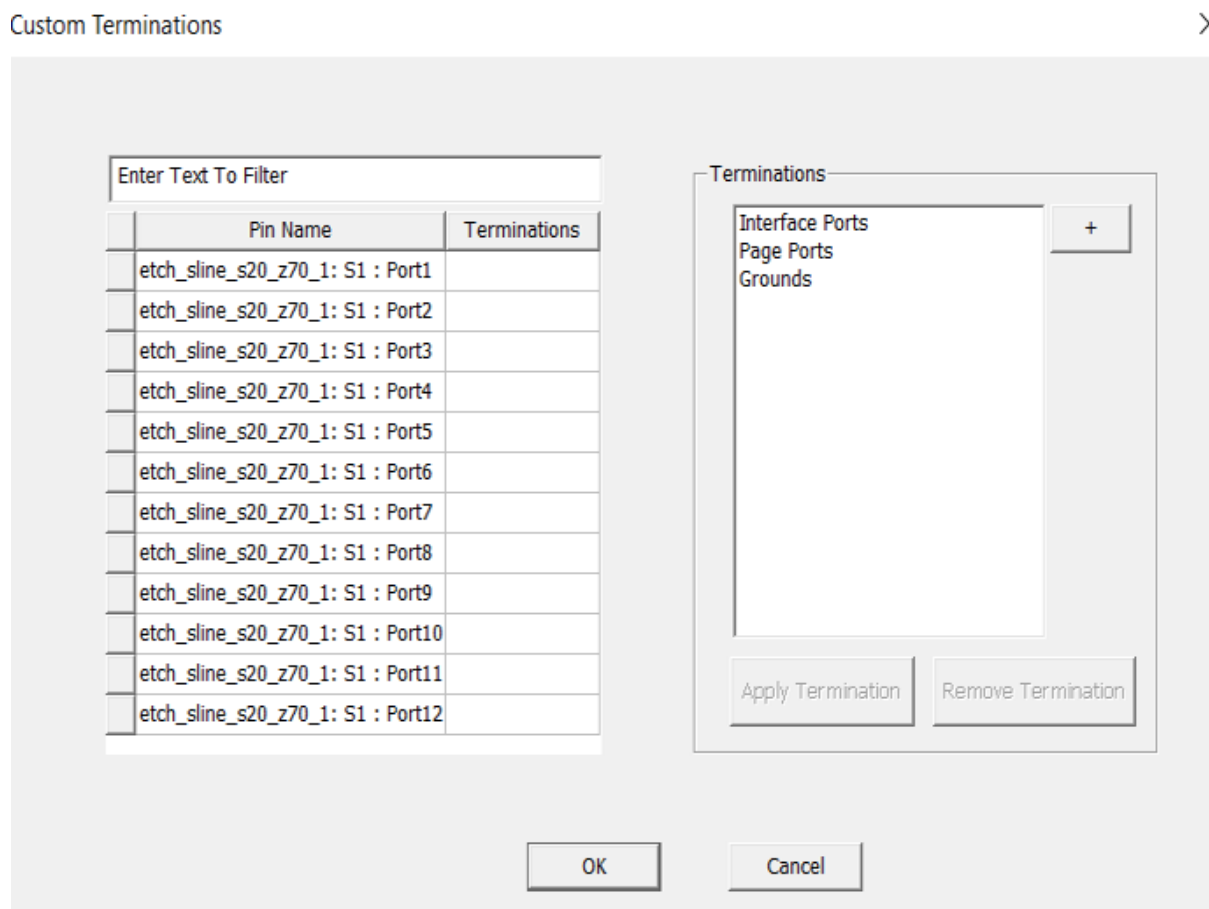 Custom Terminations
Enter Text To Filter
Pin Name Terminations
etch_sline_s20_z70_1: S1 : Port1
etch_sline_s20_z70_1: S1 : Port2
etch_sline_s20_z70_1: S1 : Port3
etch_sline_s20_z70_1: S1 : Port4
etch_sline_s20_z70_1: S1 : Port5
etch_sline_s20_z70_1: S1 : Port6
etch_sline_s20_z70_1: S1 : Port7
etch_sline_s20_z70_1: S1 : Port8
etch_sline_s20_z70_1: S1 : Port9
etch_sline_s20_z70_1: S1 : Port10
etch_sline_s20_z70_1: S1 : Port11
etch_sline_s20_z70_1: S1 : Port12
Terminations
Interface Ports
Page Ports
Grounds
+
Apply Termination Remove Termination
OK Cancel